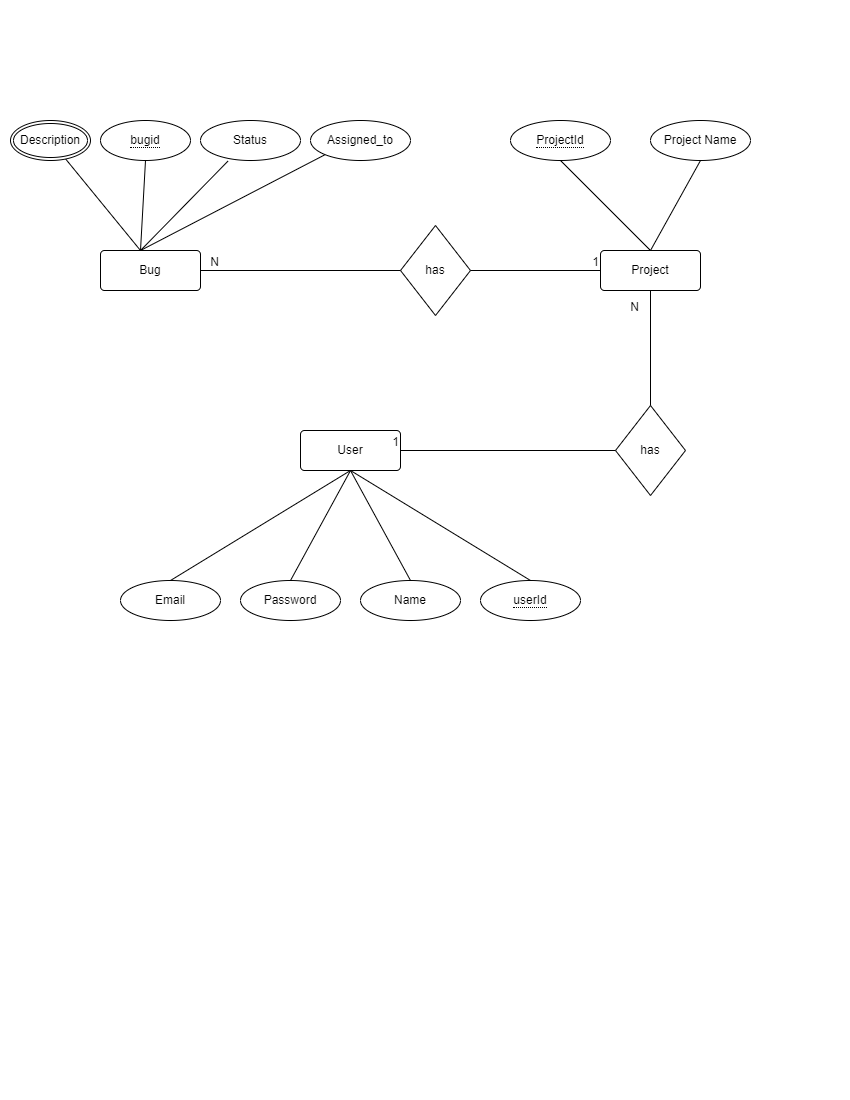 Description
bugid
Status
Assigned_to
ProjectId
Project Name
Bug
N
has
1
Project
N
User
1
has
Email
Password
Name
userId